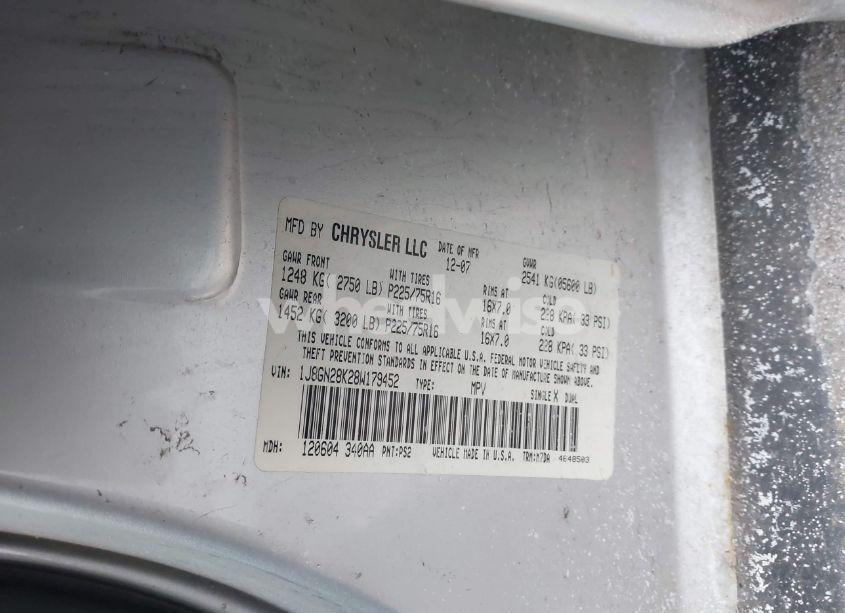 MFD BY CHRYSLER LLC DATE OF MFR 12-07 GVWR 2541 KG(05600 LB)
GAWR FRONT WITH TIRES RIMS AT COLD
1248 KG( 2750 LB) P225/75R16 16X7.0 228 KPA( 33 PSI)
GAWR REAR WITH TIRES RIMS AT COLD
1452 KG( 3200 LB) P225/75R16 16X7.0 228 KPA( 33 PSI)
THIS VEHICLE CONFORMS TO ALL APPLICABLE U.S.A. FEDERAL MOTOR VEHICLE SAFETY AND
THEFT PREVENTION STANDARDS IN EFFECT ON THE DATE OF MANUFACTURE SHOWN ABOVE.
VIN: 1J8GN28K28W179452 TYPE: MPV SINGLE X DUAL
MDH: 120604 340AA PNT:PS2 VEHICLE MADE IN U.S.A. TRM:M7DA 4648503